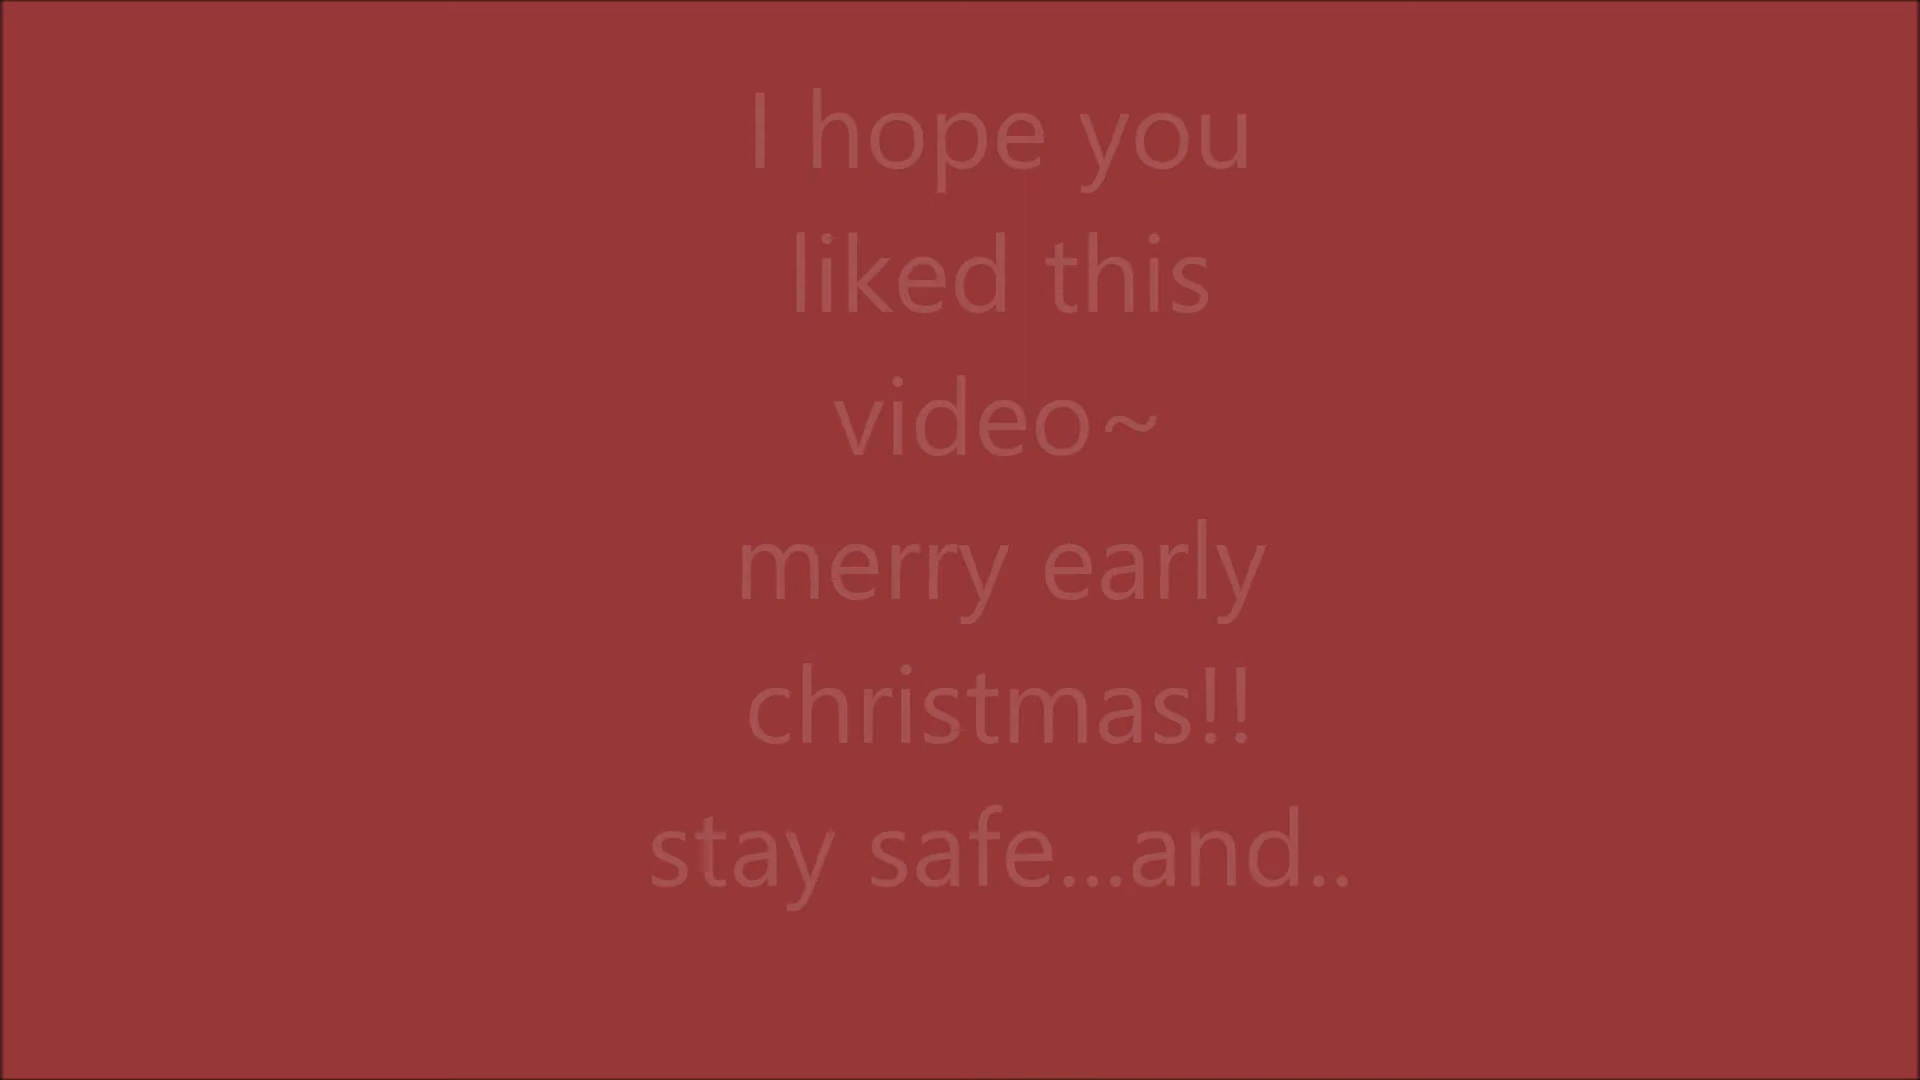 I hope you
liked this
video~
merry early
christmas!!
stay safe...and..